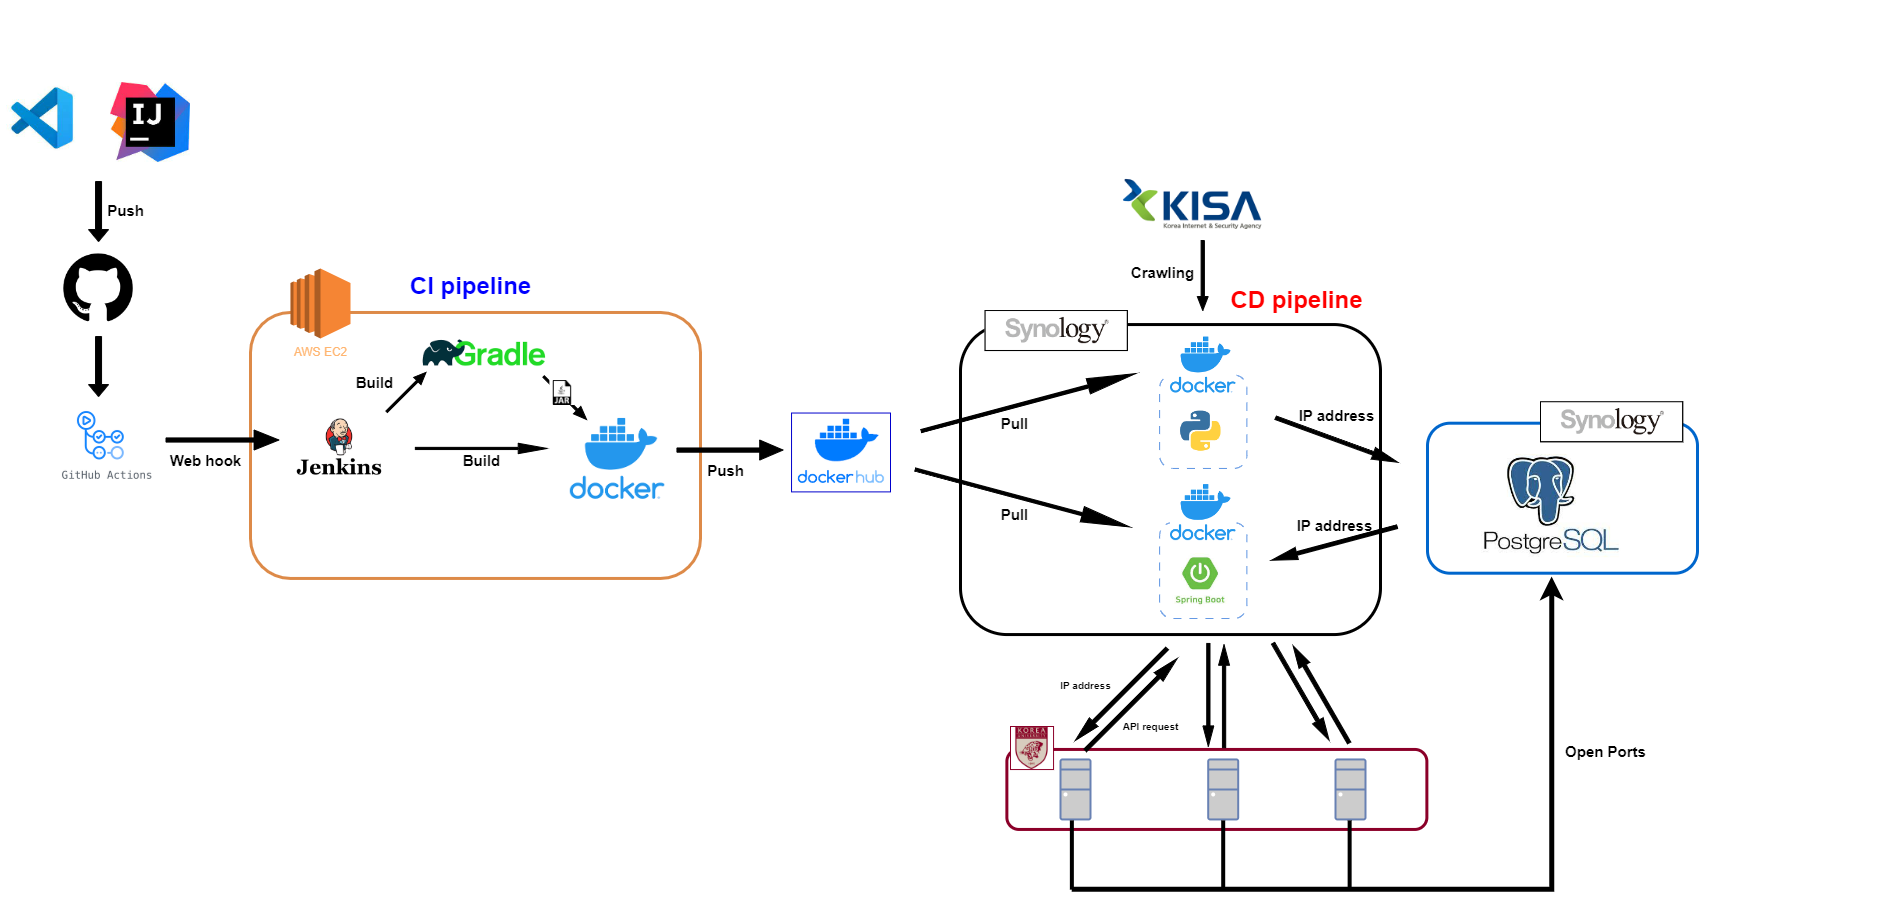 IJ
Push
KISA
Korea Internet & Security Agency
Crawling
CI pipeline
CD pipeline
AWS EC2
Synology®
Gradle
Build
JAR
docker
IP address
Pull
Synology®
GitHub Actions
Web hook
Jenkins
Build
docker
Push
docker hub
Pull
docker
IP address
Spring Boot
PostgreSQL
IP address
API request
KOREA
Open Ports